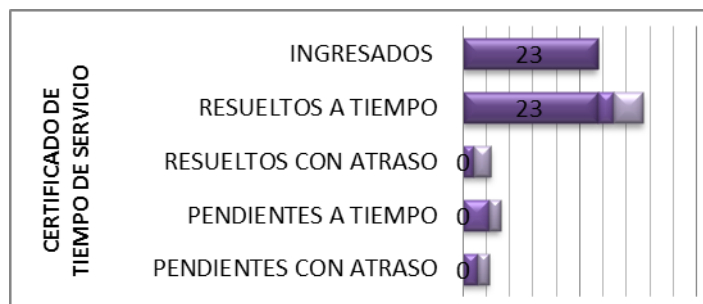 CERTIFICADO DE
TIEMPO DE SERVICIO
INGRESADOS 23
RESUELTOS A TIEMPO 23
RESUELTOS CON ATRASO 0
PENDIENTES A TIEMPO 0
PENDIENTES CON ATRASO 0